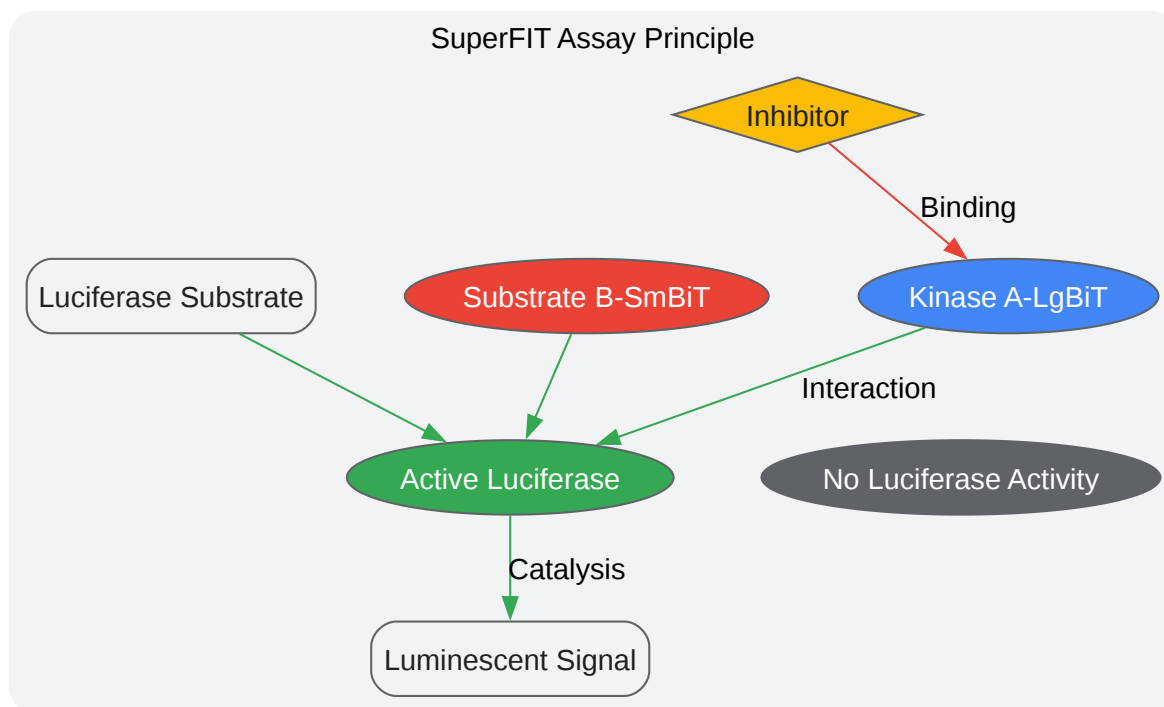 SuperFIT Assay Principle
Inhibitor
Binding
Luciferase Substrate
Substrate B-SmBiT
Kinase A-LgBiT
Interaction
Active Luciferase
No Luciferase Activity
Catalysis
Luminescent Signal